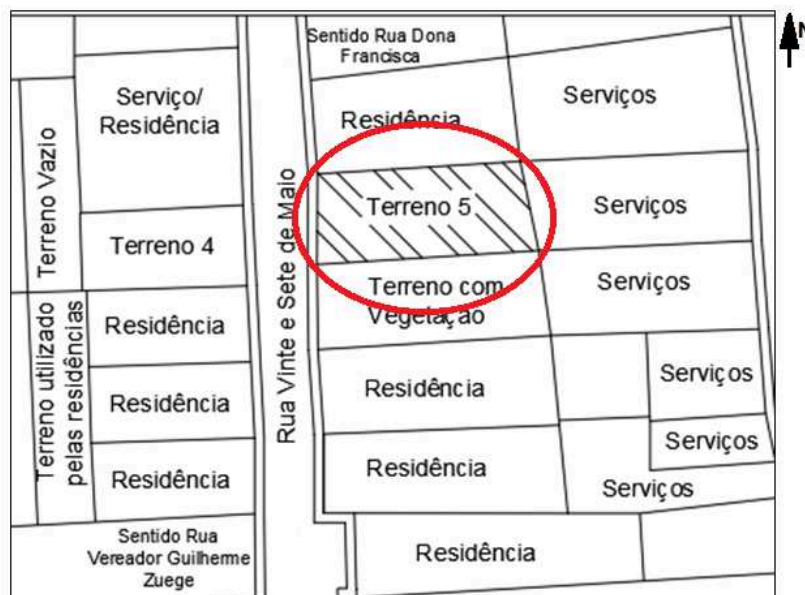 Sentido Rua Dona
Francisca
N
Serviço/
Residência
Serviços
Residência
Terreno Vazio
Rua Vinte e Sete de Maio
Terreno 5
Serviços
Terreno 4
Terreno com
Vegetação
Serviços
Terreno utilizado
pelas residências
Residência
Residência
Serviços
Residência
Residência
Serviços
Residência
Serviços
Sentido Rua
Vereador Guilherme
Zuege
Residência